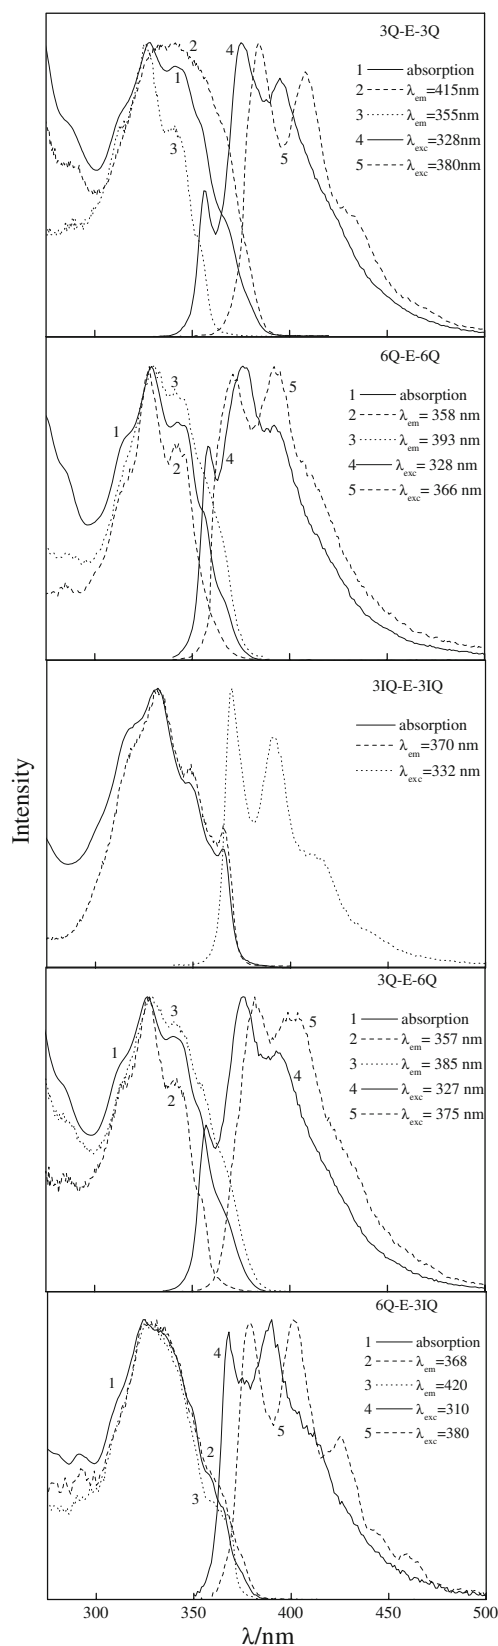 3Q-E-3Q
1 absorption
2 λem=415nm
3 λem=355nm
4 λexc=328nm
5 λexc=380nm
2
4
1
3
5
6Q-E-6Q
1 absorption
2 λem= 358 nm
3 λem= 393 nm
4 λexc= 328 nm
5 λexc= 366 nm
3
5
1
2
4
3IQ-E-3IQ
absorption
λem=370 nm
λexc=332 nm
Intensity
3Q-E-6Q
1 absorption
2 λem= 357 nm
3 λem= 385 nm
4 λexc= 327 nm
5 λexc= 375 nm
3
5
1
4
2
6Q-E-3IQ
1 absorption
2 λem=368
3 λem=420
4 λexc=310
5 λexc=380
4
1
5
2
3
300 350 400 450 500
λ/nm